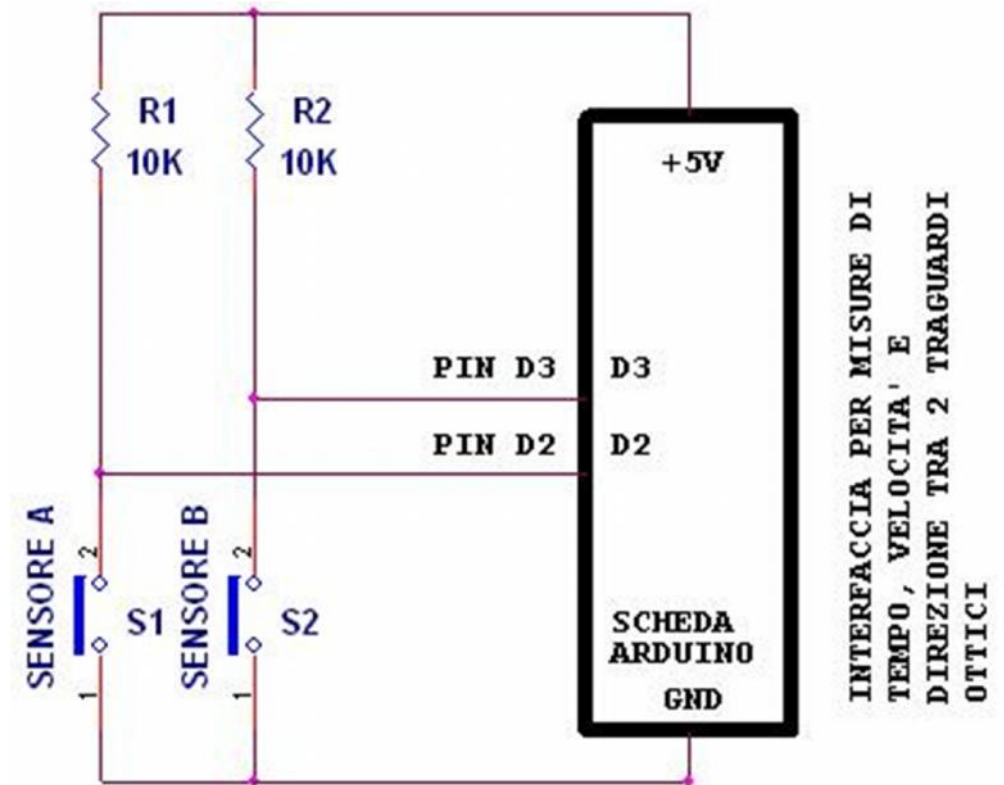 R1
10K
R2
10K
+5V
PIN D3
D3
PIN D2
D2
SENSORE A
2
S1
1
SENSORE B
2
S2
1
SCHEDA
ARDUINO
GND
INTERFACCIA PER MISURE DI
TEMPO, VELOCITA' E
DIREZIONE TRA 2 TRAGUARDI
OTTICI